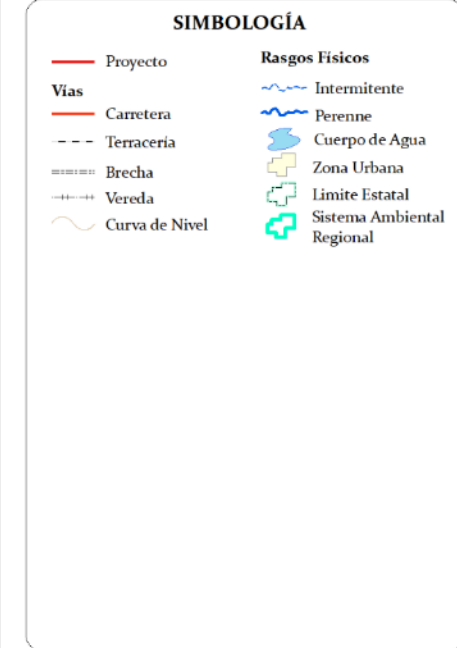 SIMBOLOGÍA
Proyecto
Vías
Carretera
Terracería
Brecha
Vereda
Curva de Nivel
Rasgos Físicos
Intermitente
Perenne
Cuerpo de Agua
Zona Urbana
Limite Estatal
Sistema Ambiental
Regional